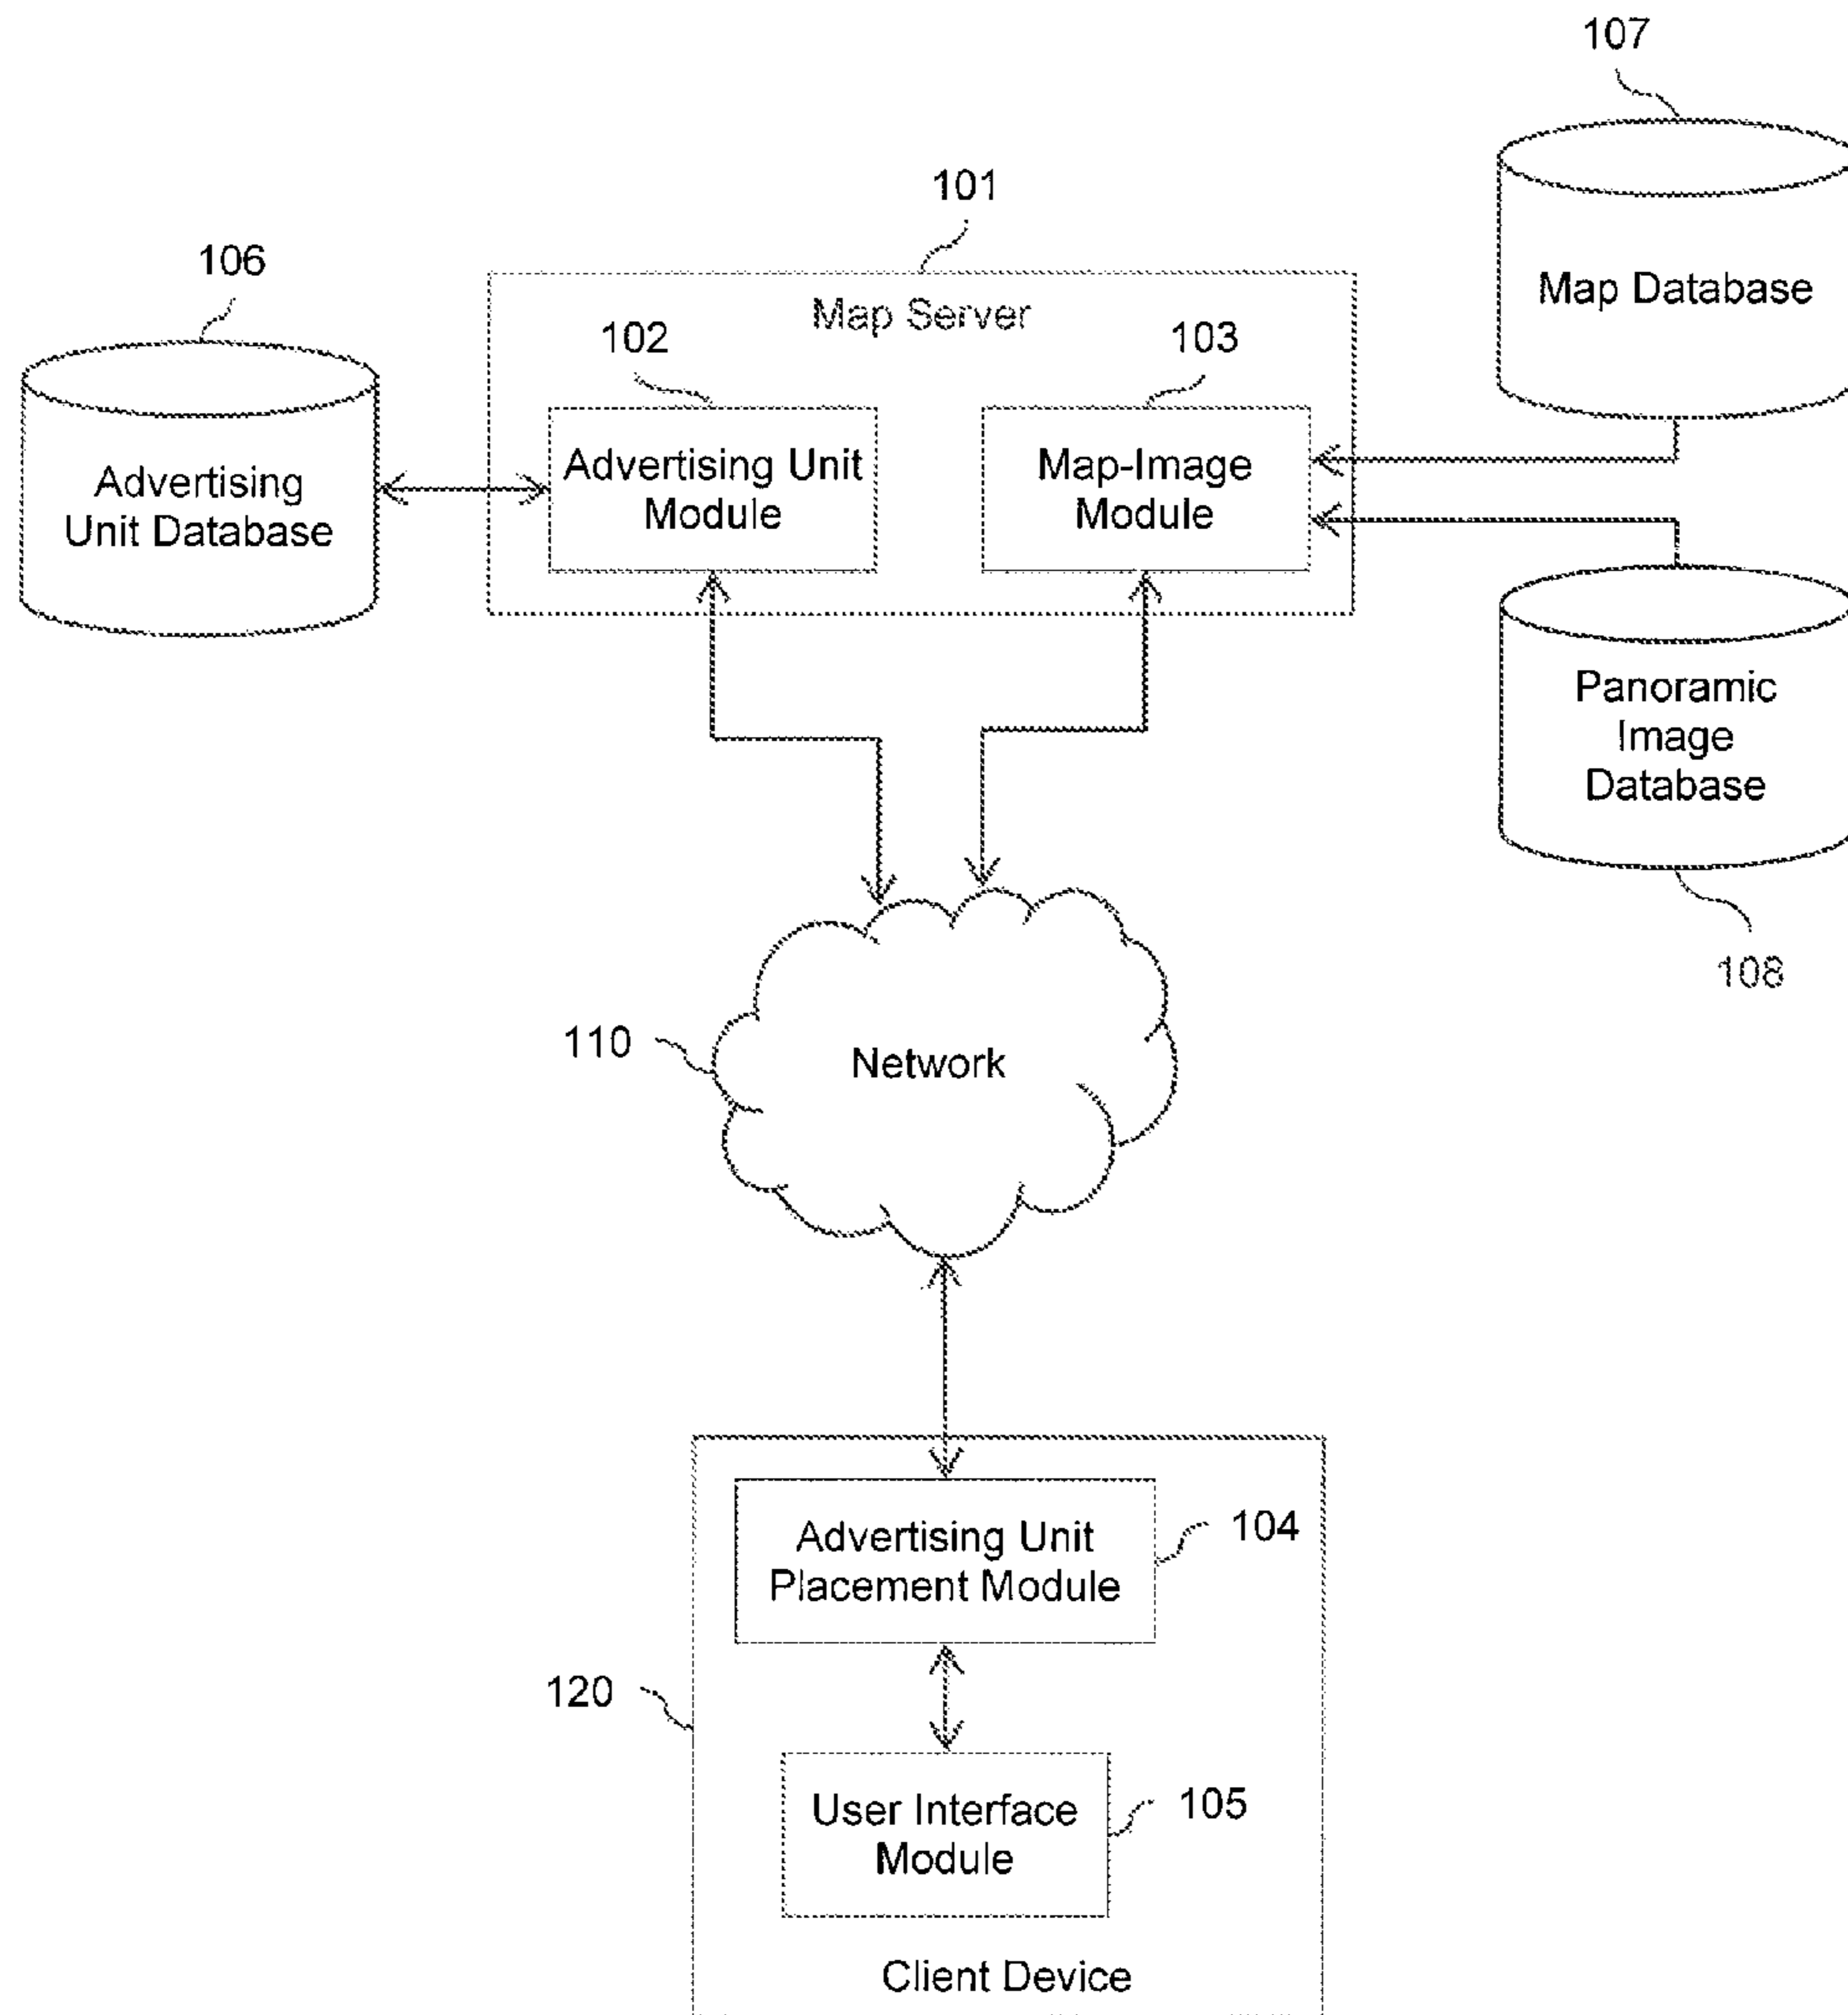 107
101
Map Database
106
Map Server
102
103
Advertising Unit
Module
Map-Image
Module
Advertising
Unit Database
Panoramic
Image
Database
108
110
Network
Advertising Unit
Placement Module
104
120
User Interface
Module
105
Client Device